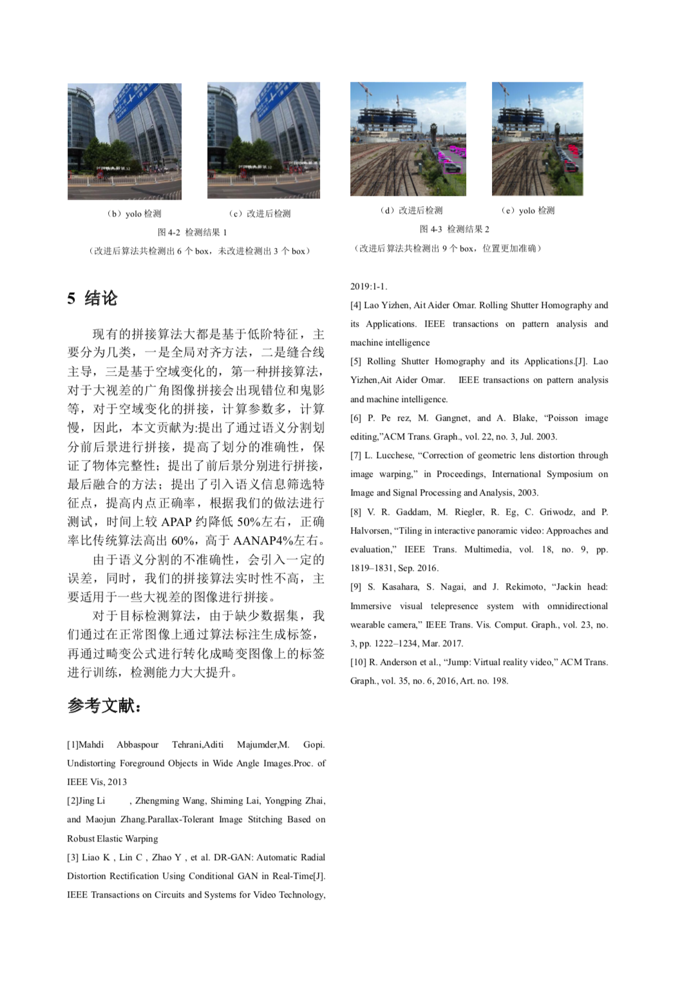 （b）yolo 检测
（c）改进后检测
图 4-2  检测结果 1
（改进后算法共检测出 6 个 box，未改进检测出 3 个 box）
（d）改进后检测
（e）yolo 检测
图 4-3  检测结果 2
（改进后算法共检测出 9 个 box，位置更加准确）
5 结论
现有的拼接算法大都是基于低阶特征，主
要分为几类，一是全局对齐方法，二是缝合线
主导，三是基于空域变化的，第一种拼接算法，
对于大视差的广角图像拼接会出现错位和鬼影
等，对于空域变化的拼接，计算参数多，计算
慢，因此，本文贡献为:提出了通过语义分割划
分前后景进行拼接，提高了划分的准确性，保
证了物体完整性；提出了前后景分别进行拼接，
最后融合的方法；提出了引入语义信息筛选特
征点，提高内点正确率，根据我们的做法进行
测试，时间上较 APAP 约降低 50%左右，正确
率比传统算法高出 60%，高于 AANAP4%左右。
由于语义分割的不准确性，会引入一定的
误差，同时，我们的拼接算法实时性不高，主
要适用于一些大视差的图像进行拼接。
对于目标检测算法，由于缺少数据集，我
们通过在正常图像上通过算法标注生成标签，
再通过畸变公式进行转化成畸变图像上的标签
进行训练，检测能力大大提升。
参考文献：
[1]Mahdi Abbaspour Tehrani,Aditi Majumder,M. Gopi.
Undistorting Foreground Objects in Wide Angle Images.Proc. of
IEEE Vis, 2013
[2]Jing Li , Zhengming Wang, Shiming Lai, Yongping Zhai,
and Maojun Zhang.Parallax-Tolerant Image Stitching Based on
Robust Elastic Warping
[3] Liao K , Lin C , Zhao Y , et al. DR-GAN: Automatic Radial
Distortion Rectification Using Conditional GAN in Real-Time[J].
IEEE Transactions on Circuits and Systems for Video Technology,
2019:1-1.
[4] Lao Yizhen, Ait Aider Omar. Rolling Shutter Homography and
its Applications. IEEE transactions on pattern analysis and
machine intelligence
[5] Rolling Shutter Homography and its Applications.[J]. Lao
Yizhen,Ait Aider Omar. IEEE transactions on pattern analysis
and machine intelligence.
[6] P. Pe rez, M. Gangnet, and A. Blake, “Poisson image
editing,”ACM Trans. Graph., vol. 22, no. 3, Jul. 2003.
[7] L. Lucchese, “Correction of geometric lens distortion through
image warping,” in Proceedings, International Symposium on
Image and Signal Processing and Analysis, 2003.
[8] V. R. Gaddam, M. Riegler, R. Eg, C. Griwodz, and P.
Halvorsen, “Tiling in interactive panoramic video: Approaches and
evaluation,” IEEE Trans. Multimedia, vol. 18, no. 9, pp.
1819–1831, Sep. 2016.
[9] S. Kasahara, S. Nagai, and J. Rekimoto, “Jackin head:
Immersive visual telepresence system with omnidirectional
wearable camera,” IEEE Trans. Vis. Comput. Graph., vol. 23, no.
3, pp. 1222–1234, Mar. 2017.
[10] R. Anderson et al., “Jump: Virtual reality video,” ACM Trans.
Graph., vol. 35, no. 6, 2016, Art. no. 198.